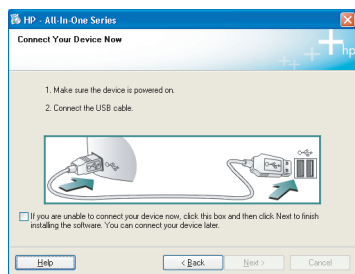 HP - All-In-One Series
Connect Your Device Now
hp
1. Make sure the device is powered on.
2. Connect the USB cable.
If you are unable to connect your device now, click this box and then click Next to finish
installing the software. You can connect your device later.
Help
< Back
Next >
Cancel